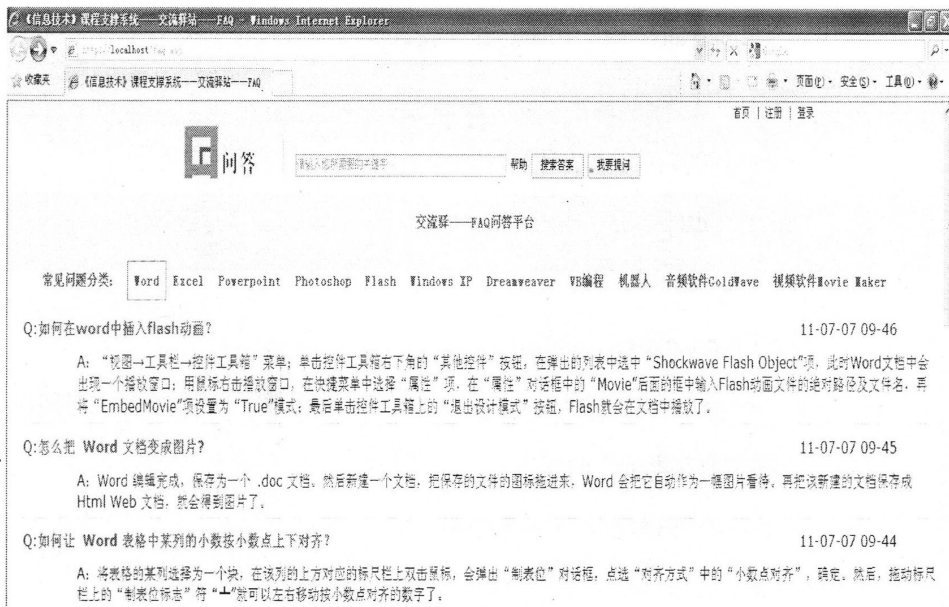 《信息技术》课程支撑系统——交流驿站——FAQ - Windows Internet Explorer
localhost
收藏夹 《信息技术》课程支撑系统——交流驿站——FAQ 页面(P) 安全(S) 工具(O)
首页 | 注册 | 登录
问答 帮助 搜索答案 我要提问
交流驿——FAQ问答平台
常见问题分类: Word Excel Powerpoint Photoshop Flash Windows XP Dreamweaver VB编程 机器人 音频软件GoldWave 视频软件Movie Maker
Q:如何在word中插入flash动画? 11-07-07 09-46
A: “视图→工具栏→控件工具箱”菜单; 单击控件工具箱右下角的“其他控件”按钮, 在弹出的列表中选中“Shockwave Flash Object”项, 此时Word文档中会
出现一个播放窗口; 用鼠标右击播放窗口, 在快捷菜单中选择“属性”项, 在“属性”对话框中的“Movie”后面的框中输入Flash动画文件的绝对路径及文件名, 再
将“EmbedMovie”项设置为“True”模式; 最后单击控件工具箱上的“退出设计模式”按钮, Flash就会在文档中播放了。
Q:怎么把 Word 文档变成图片? 11-07-07 09-45
A: Word 编辑完成, 保存为一个 .doc 文档。然后新建一个文档, 把保存的文件的图标拖进来, Word 会把它自动作为一幅图片看待。再把该新建的文档保存成
Html Web 文档, 就会得到图片了。
Q:如何让 Word 表格中某列的小数按小数点上下对齐? 11-07-07 09-44
A: 将表格的某列选择为一个块, 在该列的上方对应的标尺栏上双击鼠标, 会弹出“制表位”对话框, 点选“对齐方式”中的“小数点对齐”, 确定。然后, 拖动标尺
栏上的“制表位标志”符“┻”就可以左右移动按小数点对齐的数字了。